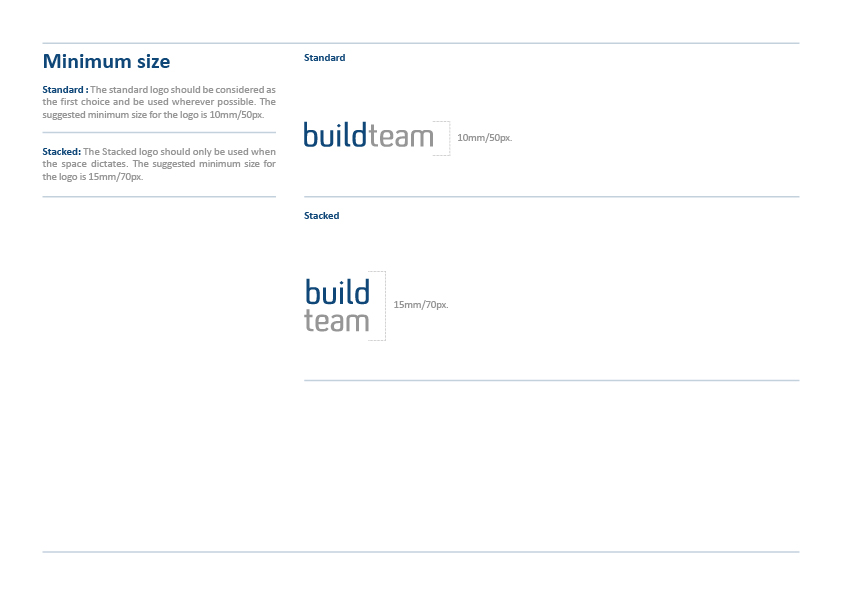 Minimum size
Standard : The standard logo should be considered as
the first choice and be used wherever possible. The
suggested minimum size for the logo is 10mm/50px.
Stacked: The Stacked logo should only be used when
the space dictates. The suggested minimum size for
the logo is 15mm/70px.
Standard
buildteam
10mm/50px.
Stacked
build
team
15mm/70px.